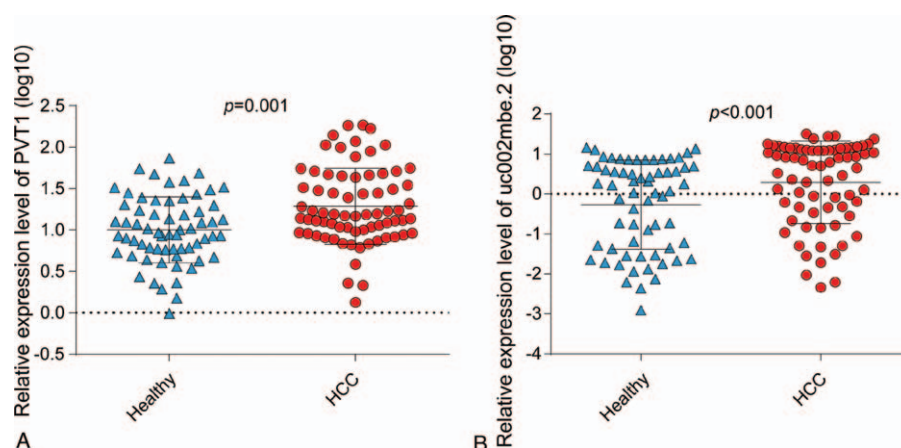 Relative expression level of PVT1 (log10)
2.5
2.0
1.5
1.0
0.5
0.0
-0.5
p=0.001
Healthy
HCC
A
Relative expression level of uc002mbe.2 (log10)
2
1
0
-1
-2
-3
-4
p<0.001
Healthy
HCC
B